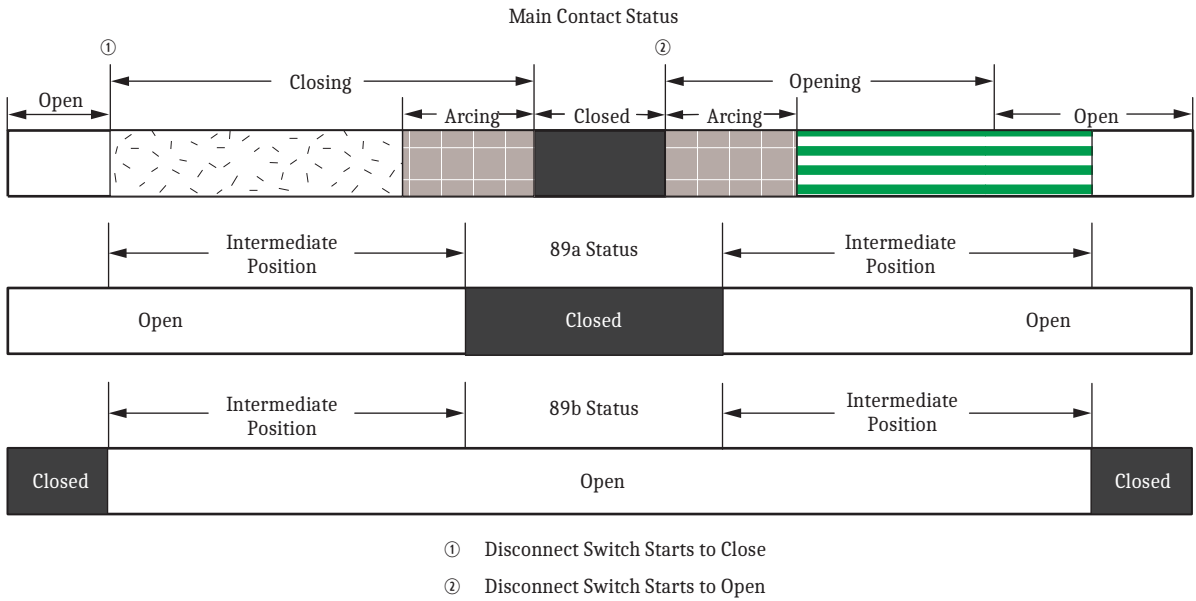 Main Contact Status
① ②
Closing Opening
Open Arcing Closed Arcing Open
Intermediate Position 89a Status Intermediate Position
Open Closed Open
Intermediate Position 89b Status Intermediate Position
Closed Open Closed
① Disconnect Switch Starts to Close
② Disconnect Switch Starts to Open